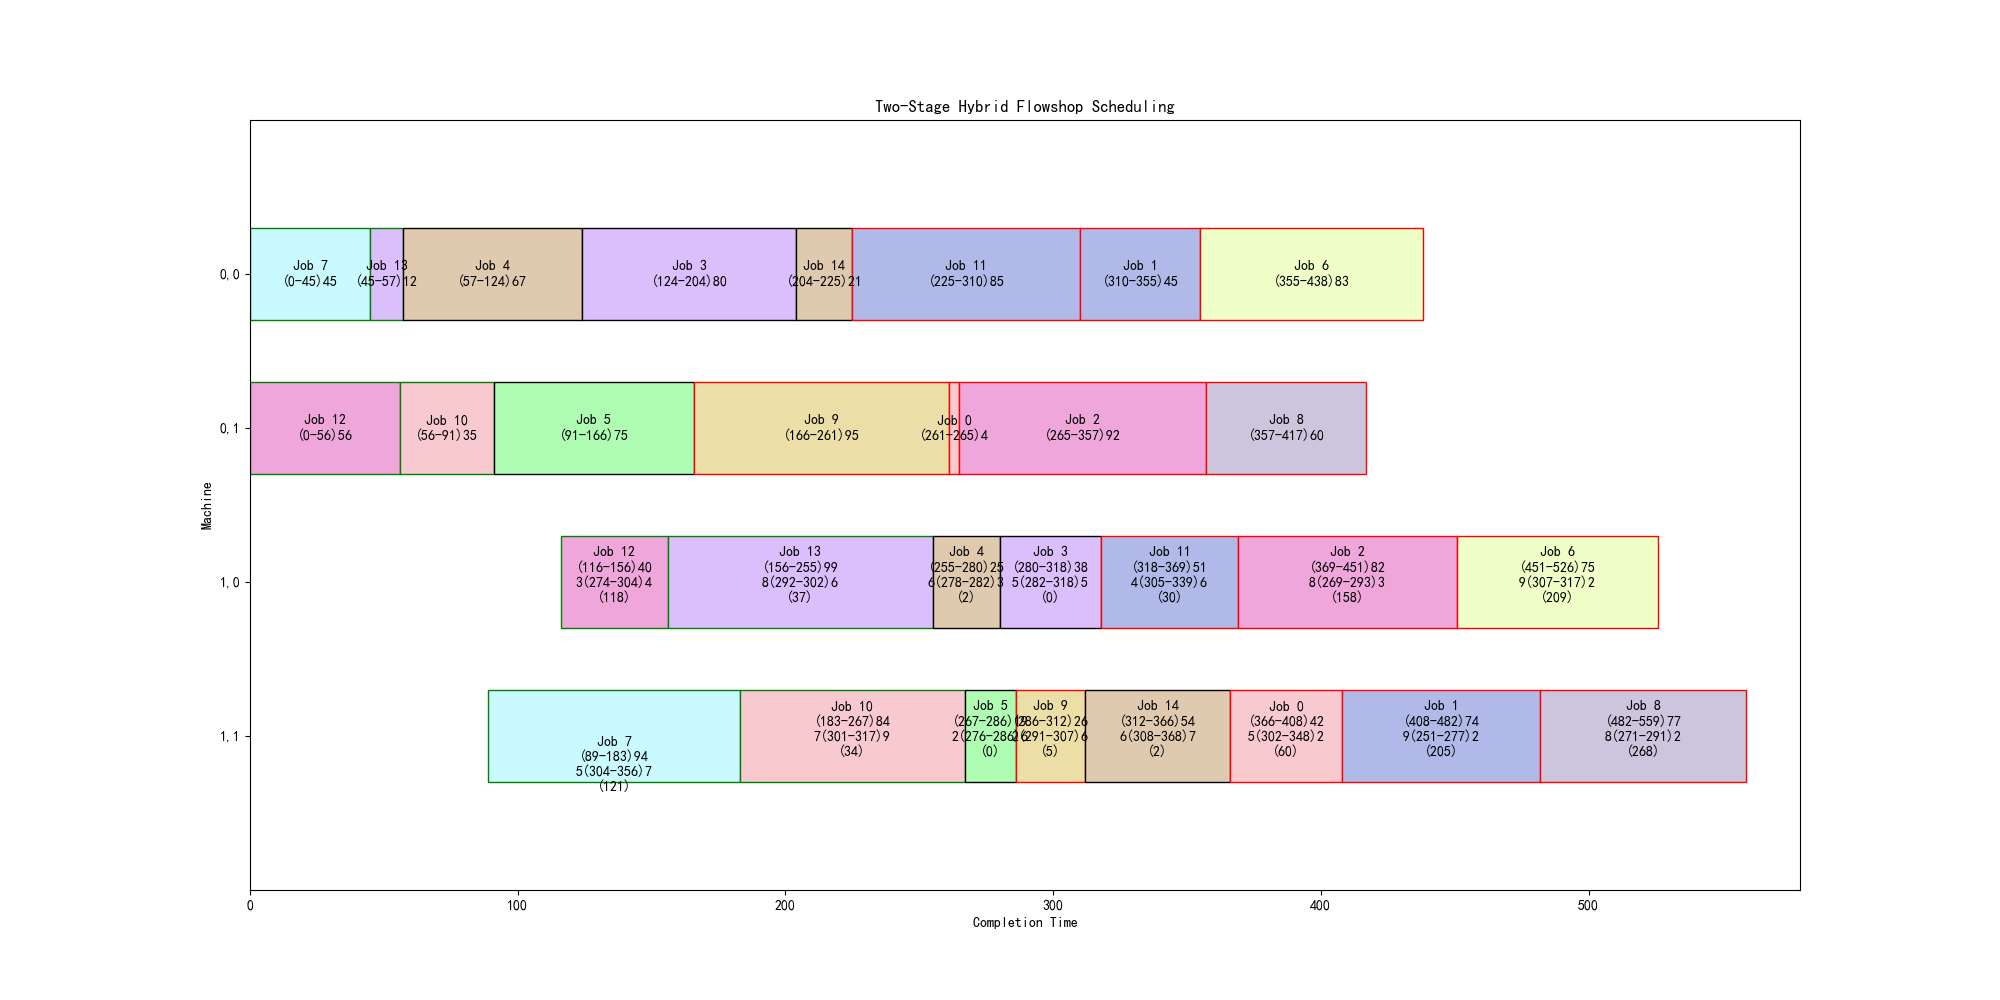 Two-Stage Hybrid Flowshop Scheduling
Machine
0,0
Job 7
(0-45)45
Job 13
(45-57)12
Job 4
(57-124)67
Job 3
(124-204)80
Job 14
(204-225)21
Job 11
(225-310)85
Job 1
(310-355)45
Job 6
(355-438)83
0,1
Job 12
(0-56)56
Job 10
(56-91)35
Job 5
(91-166)75
Job 9
(166-261)95
Job 0
(261-265)4
Job 2
(265-357)92
Job 8
(357-417)60
1,0
Job 12
(116-156)40
3(274-304)4
(118)
Job 13
(156-255)99
8(292-302)6
(37)
Job 4
(255-280)25
6(278-282)3
(2)
Job 3
(280-318)38
5(282-318)5
(0)
Job 11
(318-369)51
4(305-339)6
(30)
Job 2
(369-451)82
8(269-293)3
(158)
Job 6
(451-526)75
9(307-317)2
(209)
1,1
Job 7
(89-183)94
5(304-356)7
(121)
Job 10
(183-267)84
7(301-317)9
(34)
Job 5
(267-286)19
2(276-286)
(0)
Job 9
(286-312)26
(291-307)6
(5)
Job 14
(312-366)54
6(308-368)7
(2)
Job 0
(366-408)42
5(302-348)2
(60)
Job 1
(408-482)74
9(251-277)2
(205)
Job 8
(482-559)77
8(271-291)2
(268)
0
100
200
300
400
500
Completion Time